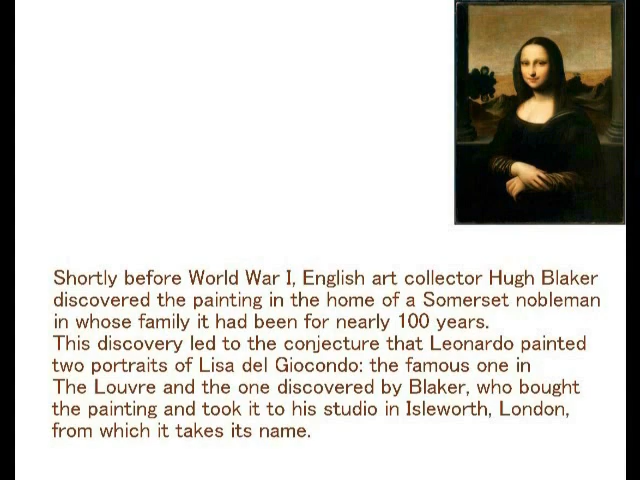 Shortly before World War I, English art collector Hugh Blaker
discovered the painting in the home of a Somerset nobleman
in whose family it had been for nearly 100 years.
This discovery led to the conjecture that Leonardo painted
two portraits of Lisa del Giocondo: the famous one in
The Louvre and the one discovered by Blaker, who bought
the painting and took it to his studio in Isleworth, London,
from which it takes its name.